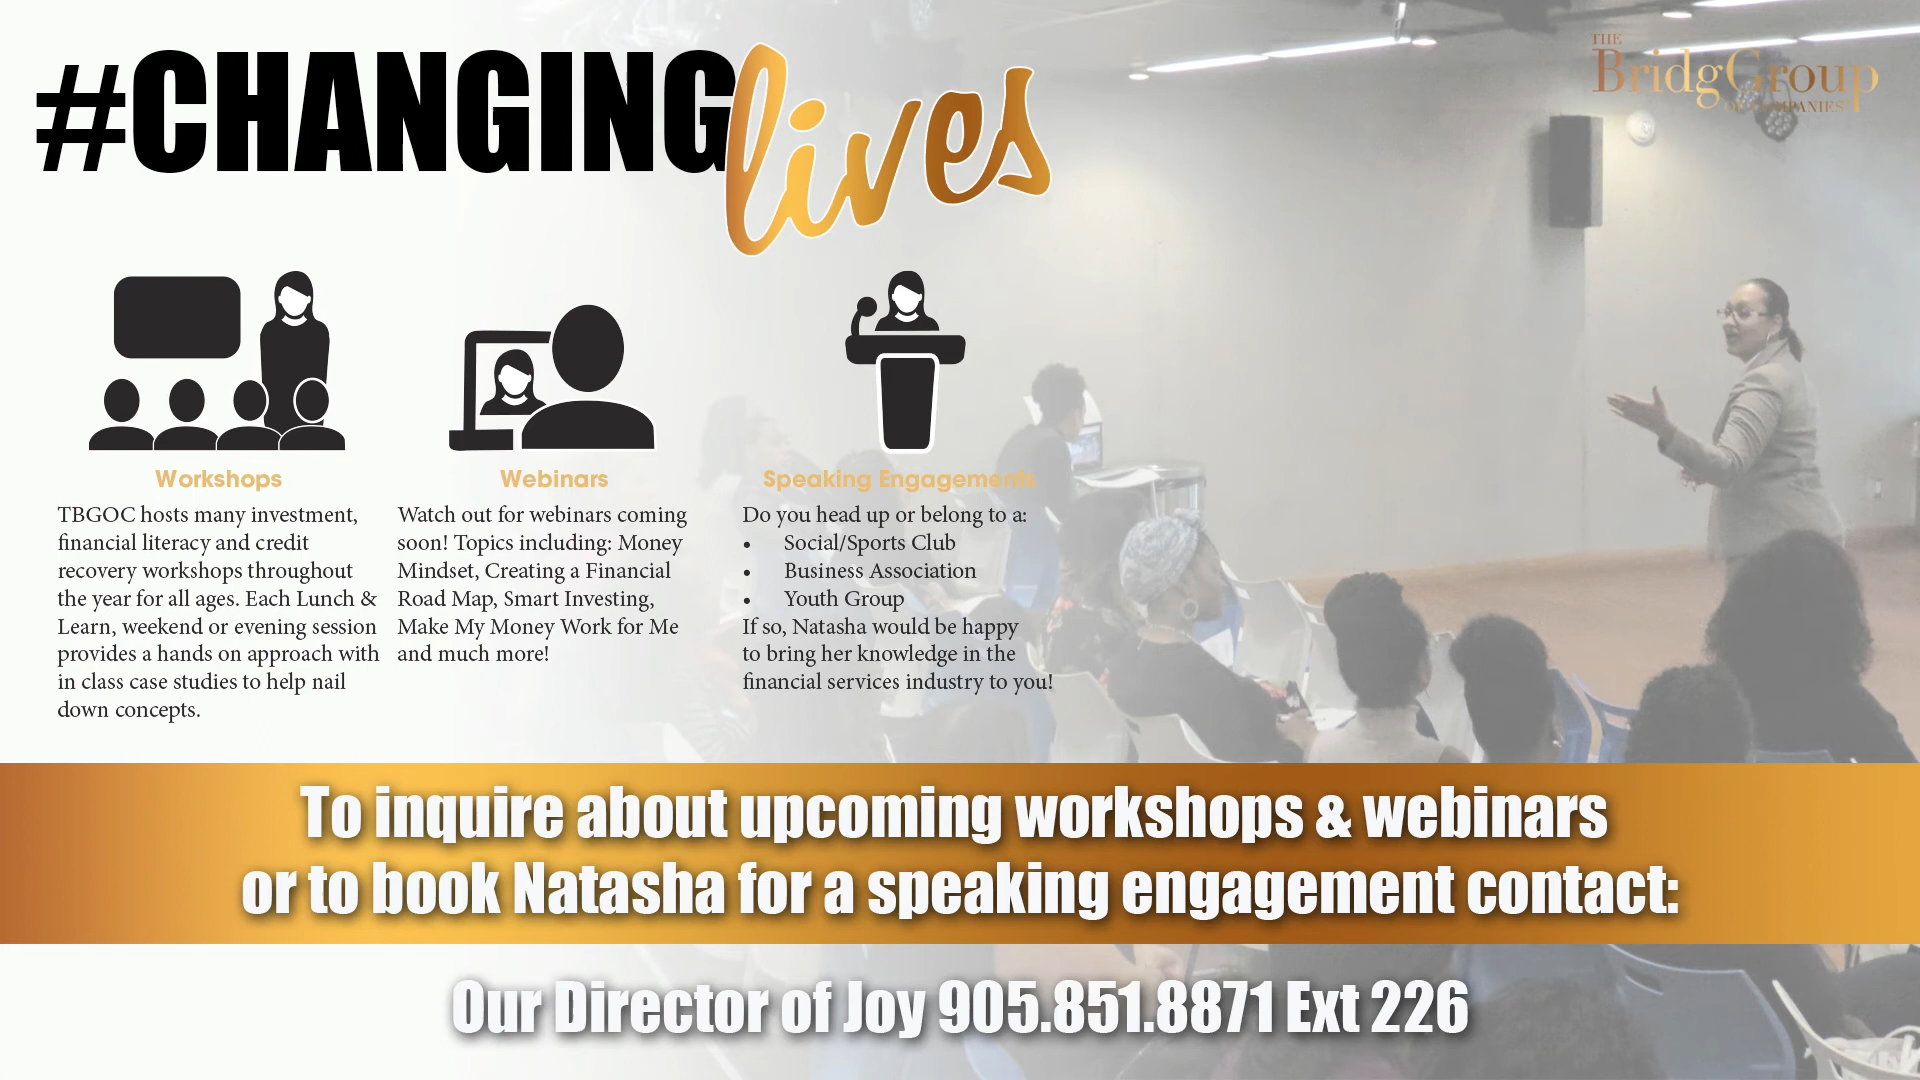 #CHANGING lives
THE
BridgGroup
OF COMPANIES
Workshops
TBGOC hosts many investment,
financial literacy and credit
recovery workshops throughout
the year for all ages. Each Lunch &
Learn, weekend or evening session
provides a hands on approach with
in class case studies to help nail
down concepts.
Webinars
Watch out for webinars coming
soon! Topics including: Money
Mindset, Creating a Financial
Road Map, Smart Investing,
Make My Money Work for Me
and much more!
Speaking Engagements
Do you head up or belong to a:
• Social/Sports Club
• Business Association
• Youth Group
If so, Natasha would be happy
to bring her knowledge in the
financial services industry to you!
To inquire about upcoming workshops & webinars
or to book Natasha for a speaking engagement contact:
Our Director of Joy 905.851.8871 Ext 226